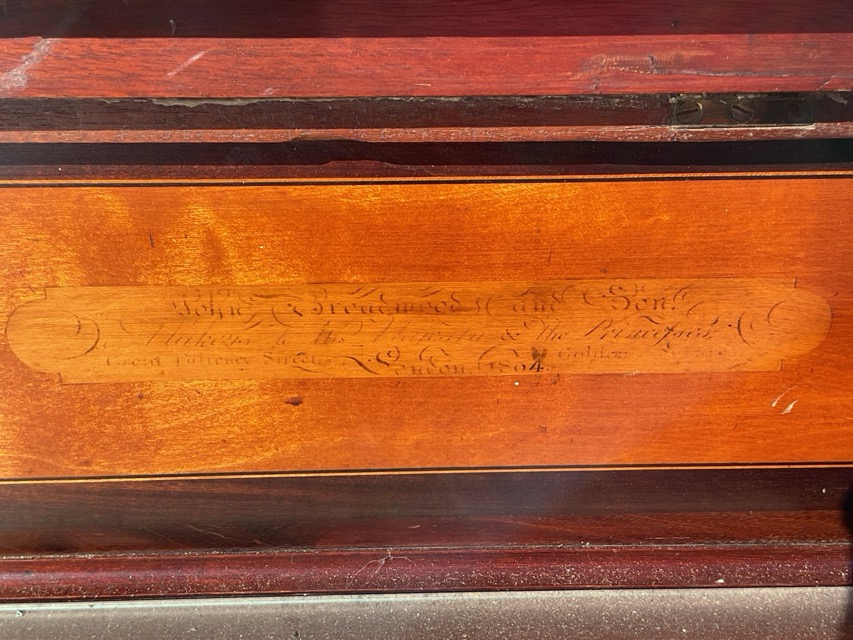 John Broadwood and Son,
Makers to His Majesty & the Princesses
Great Pulteney Street Golden Square
London 1804